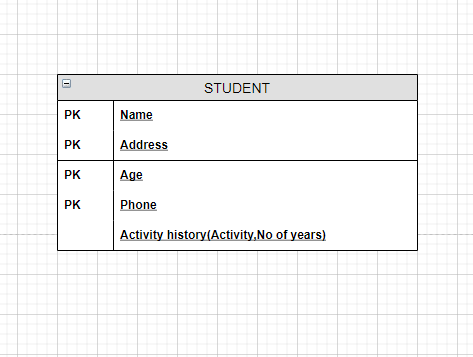 STUDENT
PK Name
PK Address
PK Age
PK Phone
Activity history(Activity,No of years)